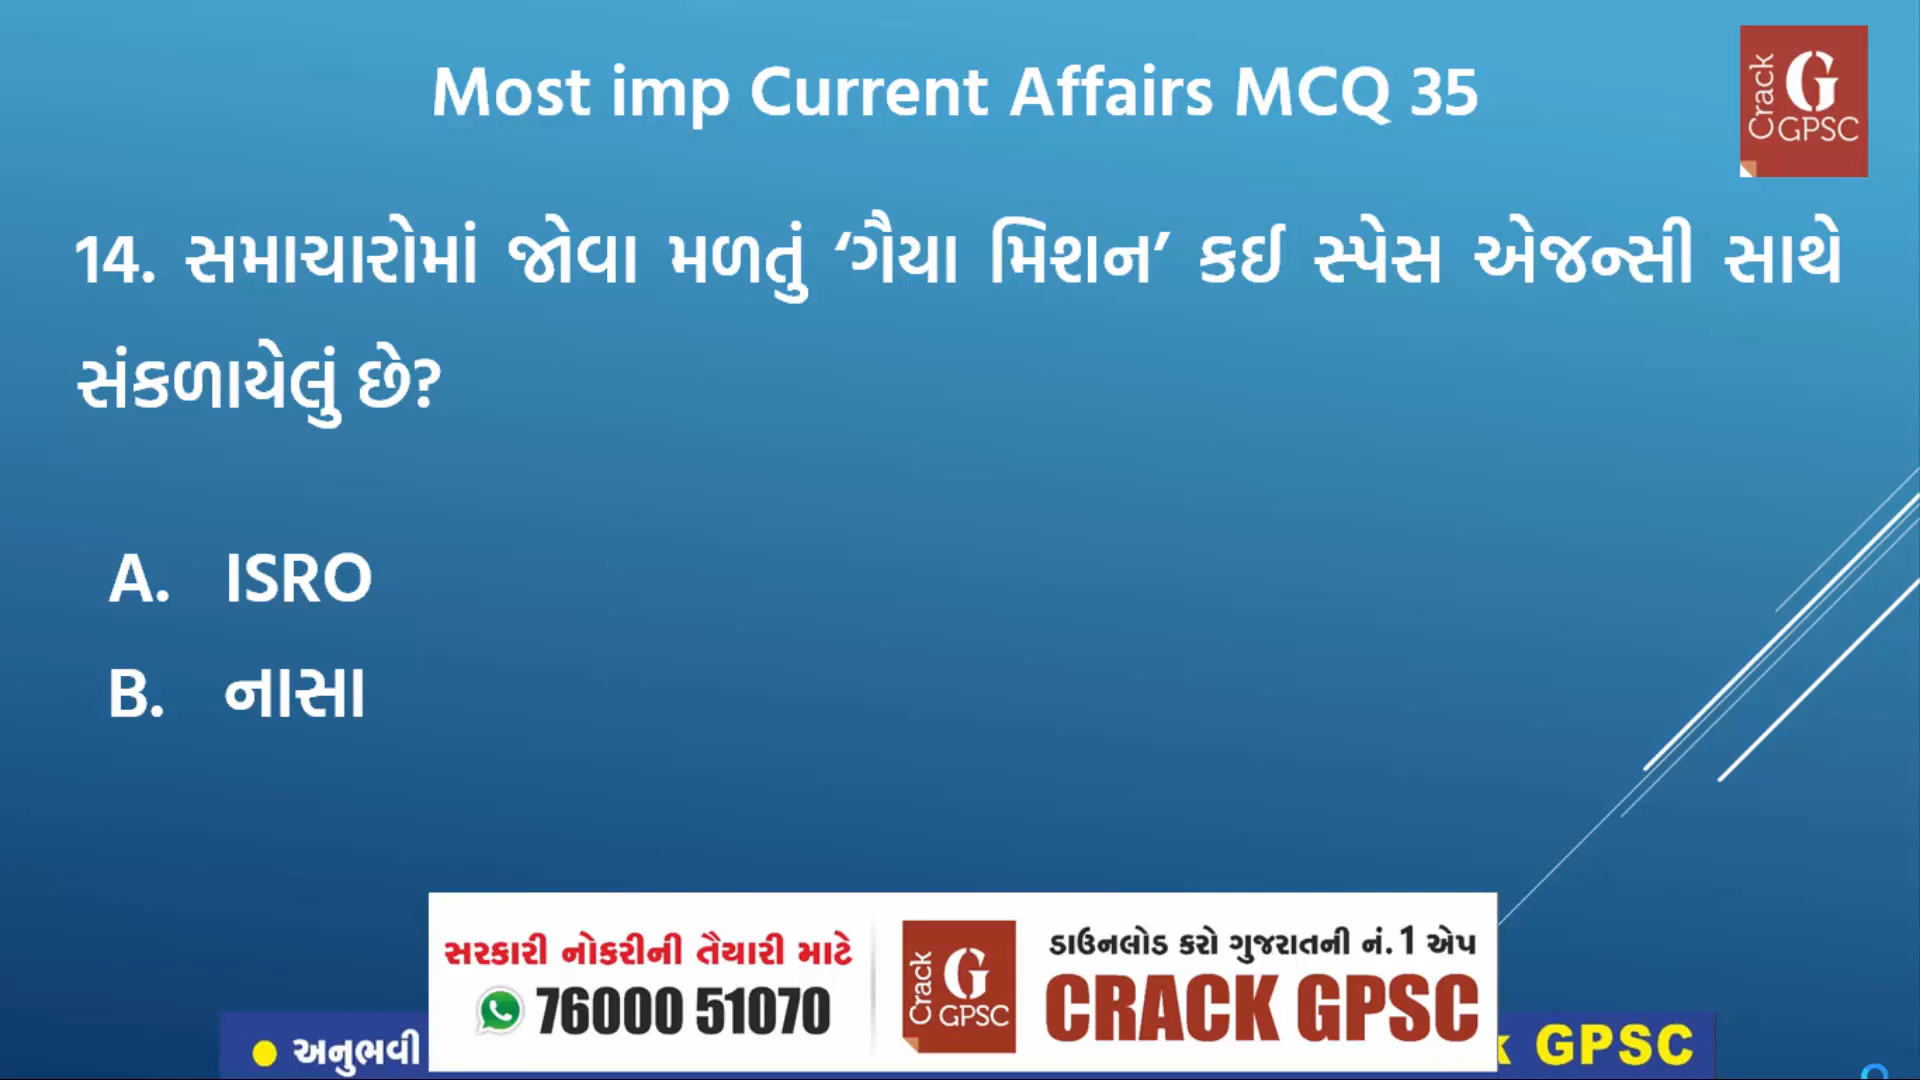 Most imp Current Affairs MCQ 35
Crack
G
GPSC
14. સમાચારોમાં જોવા મળતું ‘ગૈયા મિશન’ કઈ સ્પેસ એજન્સી સાથે
સંકળાયેલું છે?
A. ISRO
B. નાસા
સરકારી નોકરીની તૈયારી માટે
76000 51070
Crack
G
GPSC
ડાઉનલોડ કરો ગુજરાતની નં.1 એપ
CRACK GPSC
અનુભવી
k GPSC